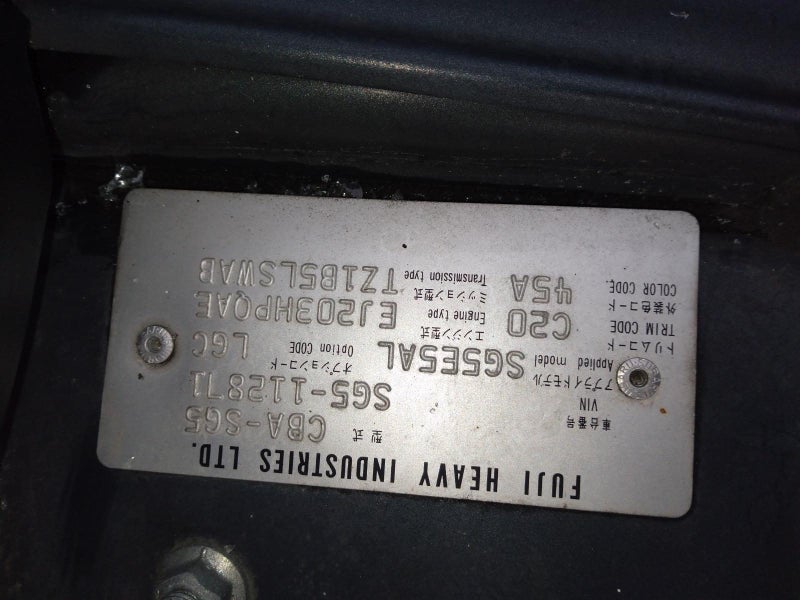 FUJI HEAVY INDUSTRIES LTD.
型式 CBA-SG5
車台番号 VIN SG5-112871
アプライドモデル Applied model SG5E5AL オプションコード Option CODE LGC
トリムコード TRIM CODE C20 エンジン型式 Engine type EJ203HPQAE
外装色コード COLOR CODE. 45A ミッション型式 Transmission type TZ1B5LSWAB